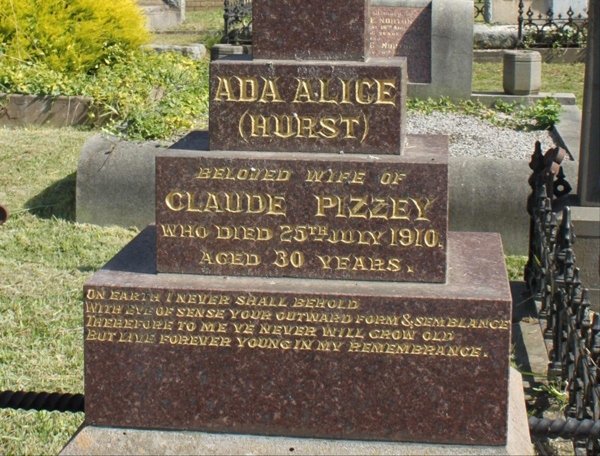 E. NORTON
ADA ALICE
(HURST)
BELOVED WIFE OF
CLAUDE PIZZEY
WHO DIED 25TH JULY 1910.
AGED 30 YEARS.
ON EARTH I NEVER SHALL BEHOLD
WITH EYE OF SENSE YOUR OUTWARD FORM & SEMBLANCE
THEREFORE TO ME YE NEVER WILL GROW OLD
BUT LIVE FOREVER YOUNG IN MY REMEMBRANCE.